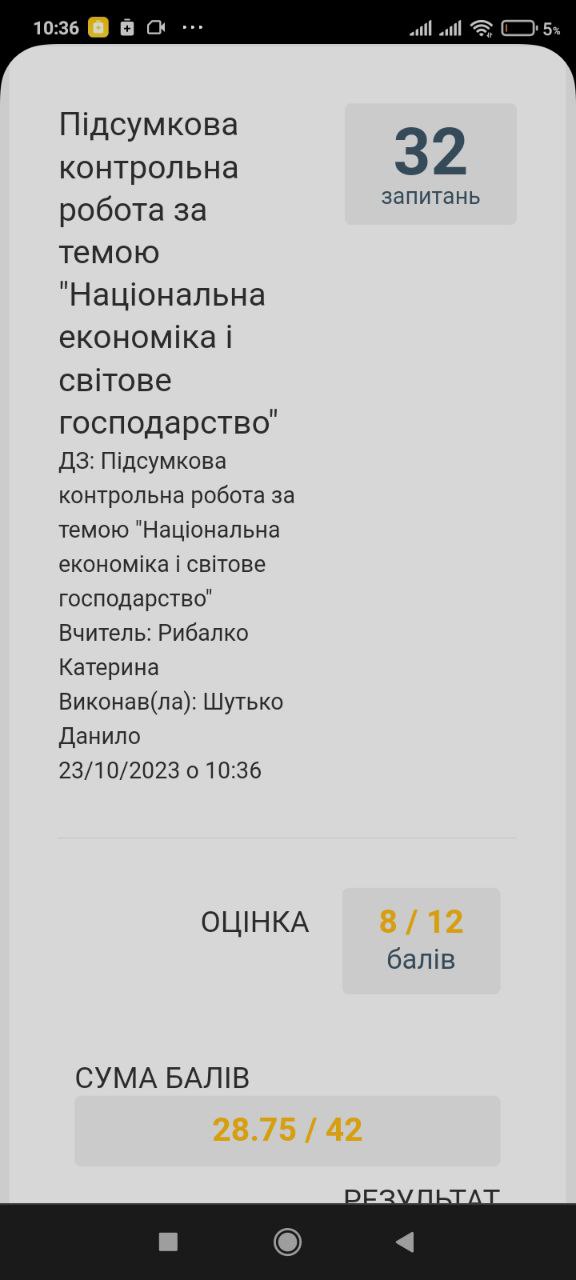 10:36
5%
Підсумкова
контрольна
робота за
темою
"Національна
економіка і
світове
господарство"
32
запитань
ДЗ: Підсумкова
контрольна робота за
темою "Національна
економіка і світове
господарство"
Вчитель: Рибалко
Катерина
Виконав(ла): Шутько
Данило
23/10/2023 о 10:36
ОЦІНКА
8 / 12
балів
СУМА БАЛІВ
28.75 / 42
РЕЗУЛЬТАТ